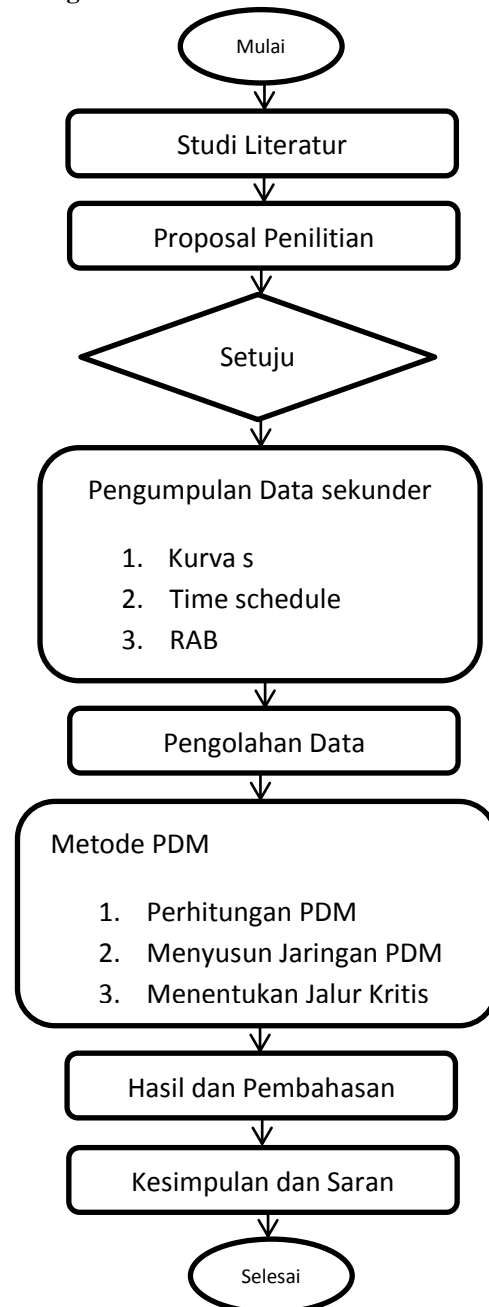 Mulai
Studi Literatur
Proposal Penilitian
Setuju
Pengumpulan Data sekunder
1. Kurva s
2. Time schedule
3. RAB
Pengolahan Data
Metode PDM
1. Perhitungan PDM
2. Menyusun Jaringan PDM
3. Menentukan Jalur Kritis
Hasil dan Pembahasan
Kesimpulan dan Saran
Selesai